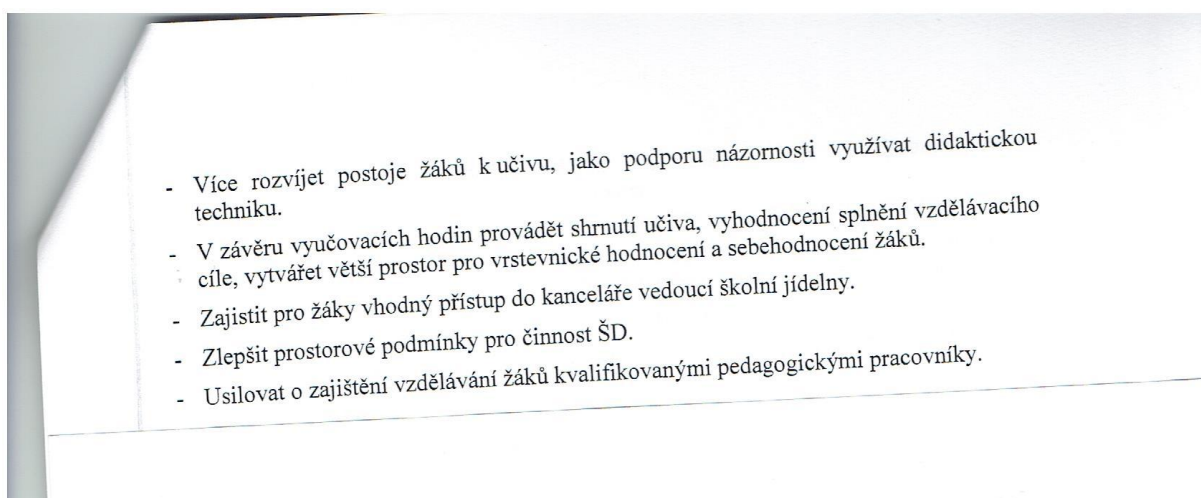 - Více rozvíjet postoje žáků k učivu, jako podporu názornosti využívat didaktickou
techniku.
- V závěru vyučovacích hodin provádět shrnutí učiva, vyhodnocení splnění vzdělávacího
cíle, vytvářet větší prostor pro vrstevnické hodnocení a sebehodnocení žáků.
- Zajistit pro žáky vhodný přístup do kanceláře vedoucí školní jídelny.
- Zlepšit prostorové podmínky pro činnost ŠD.
- Usilovat o zajištění vzdělávání žáků kvalifikovanými pedagogickými pracovníky.